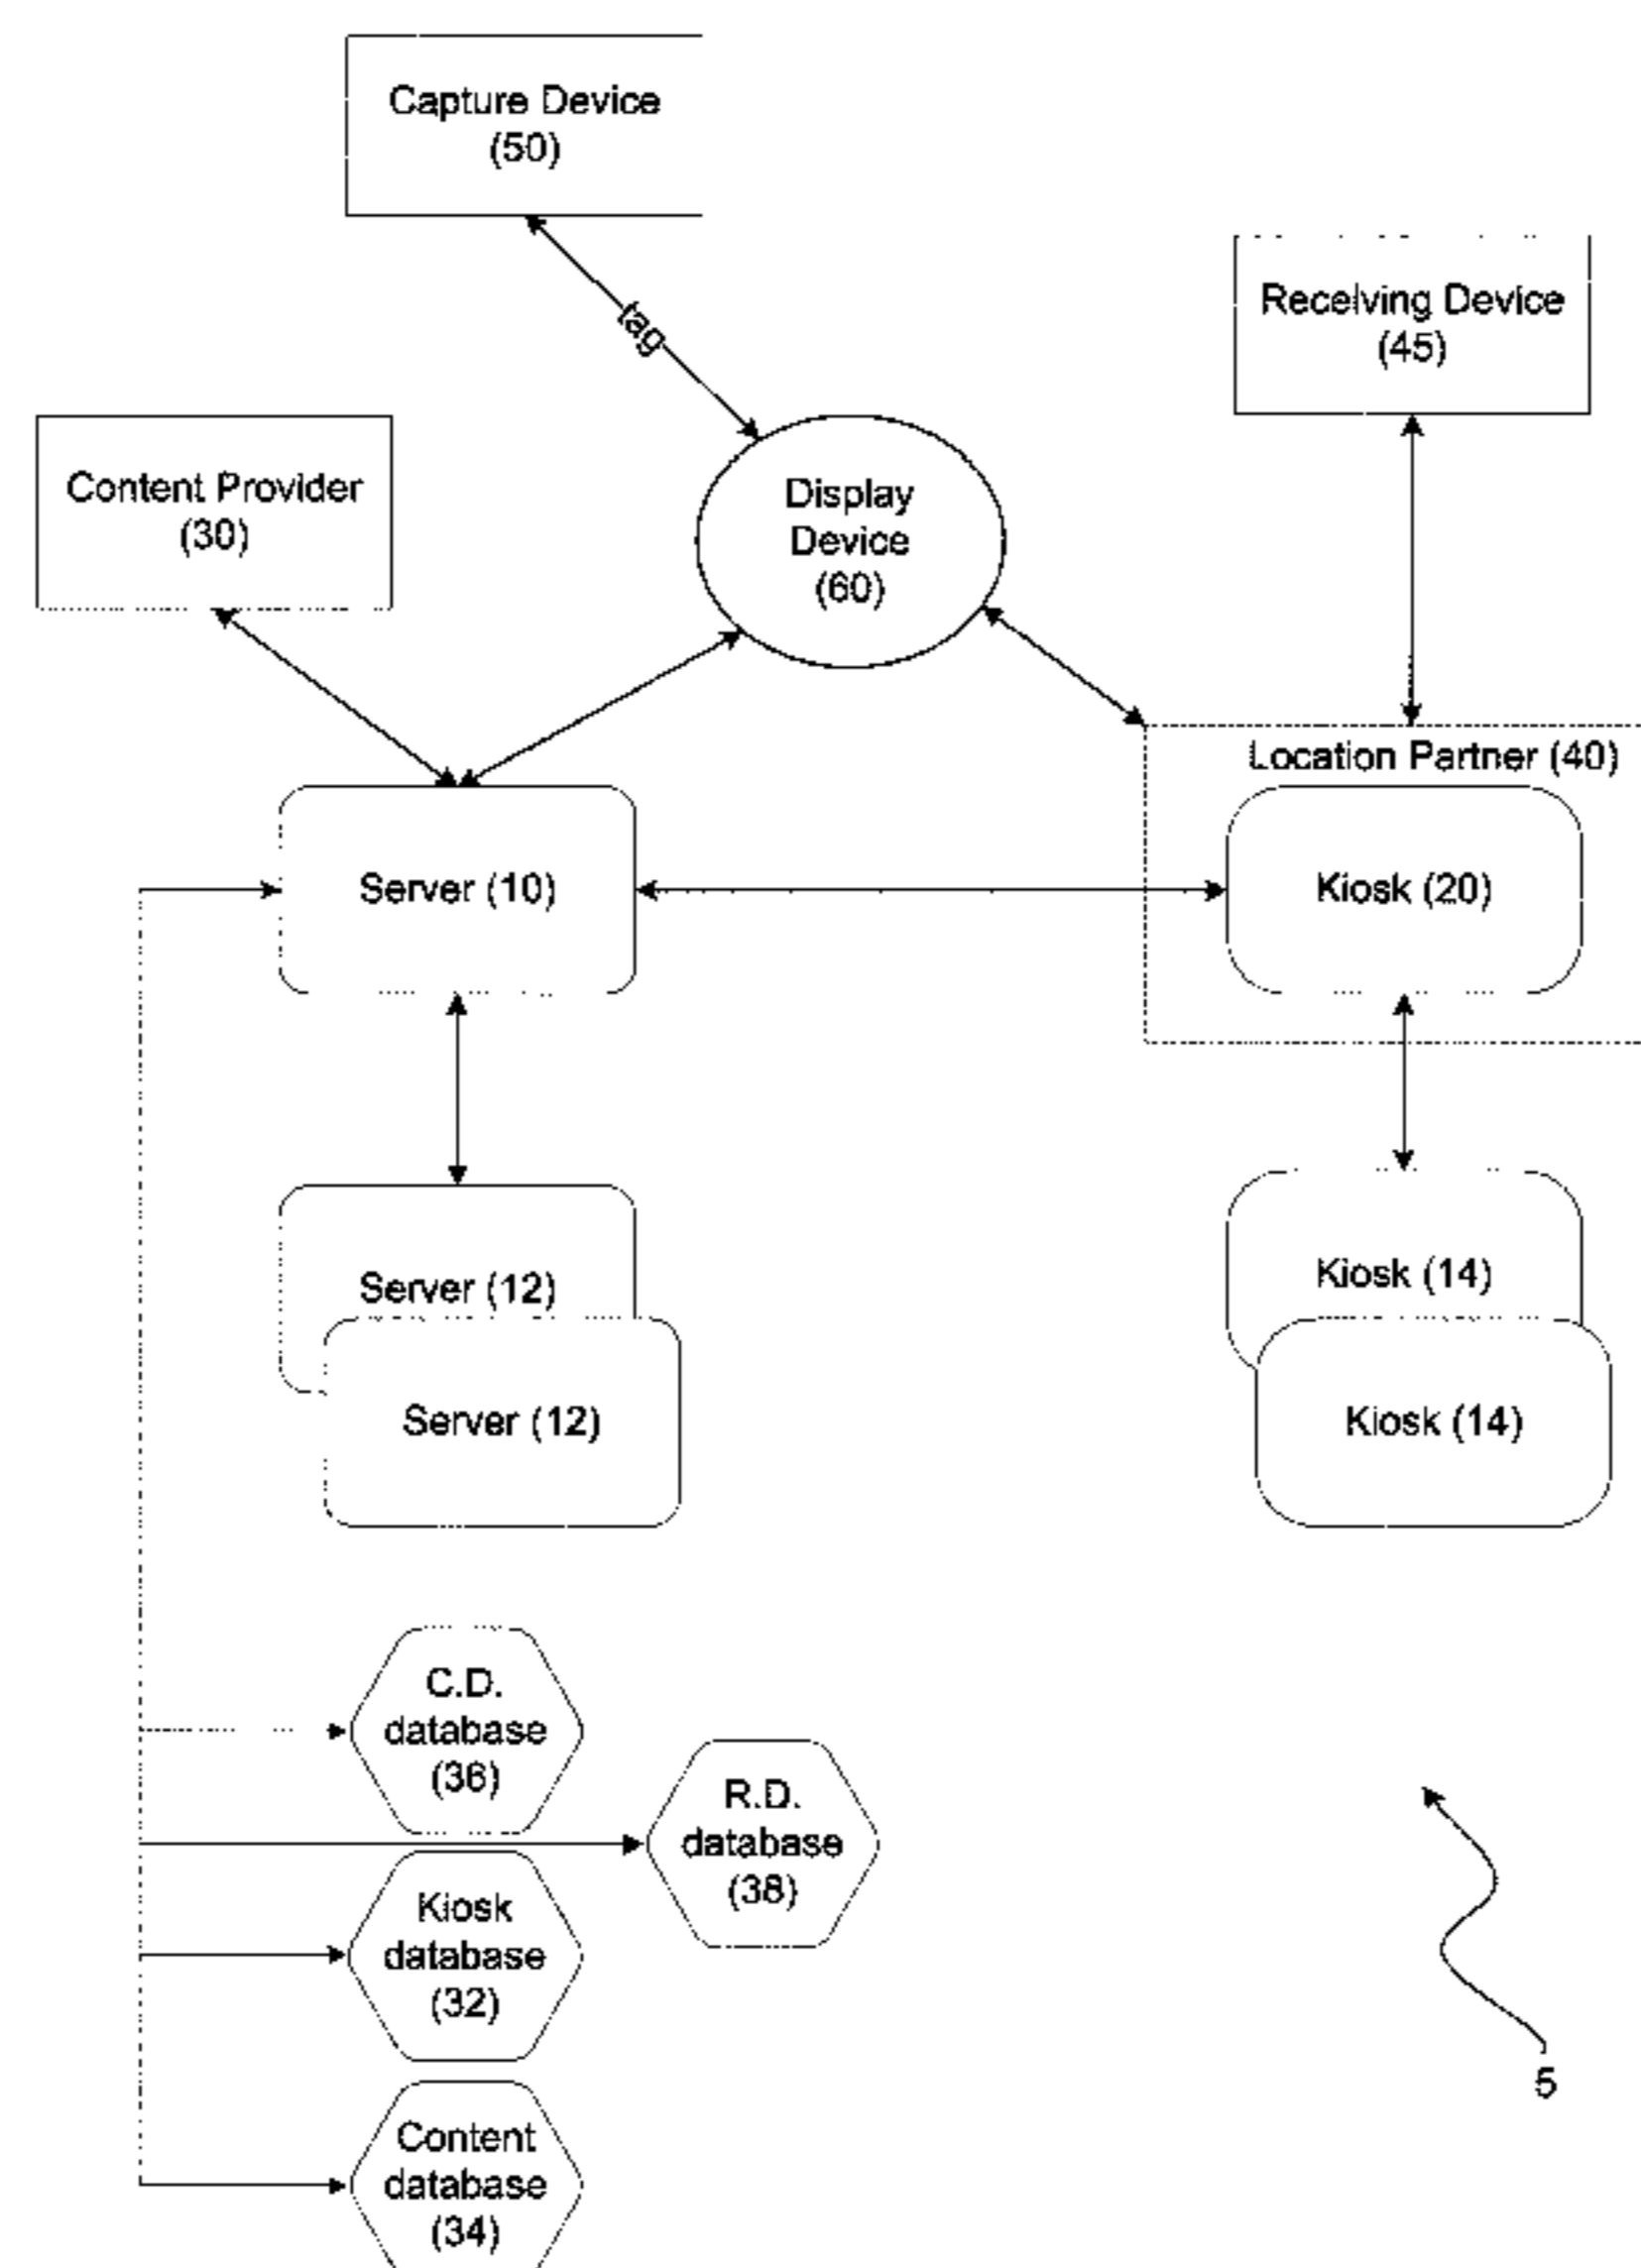 Capture Device
(50)
Receiving Device
(45)
tag
Content Provider
(30)
Display
Device
(60)
Location Partner (40)
Server (10)
Kiosk (20)
Server (12)
Kiosk (14)
Server (12)
Kiosk (14)
C.D.
database
(36)
R.D.
database
(38)
Kiosk
database
(32)
5
Content
database
(34)